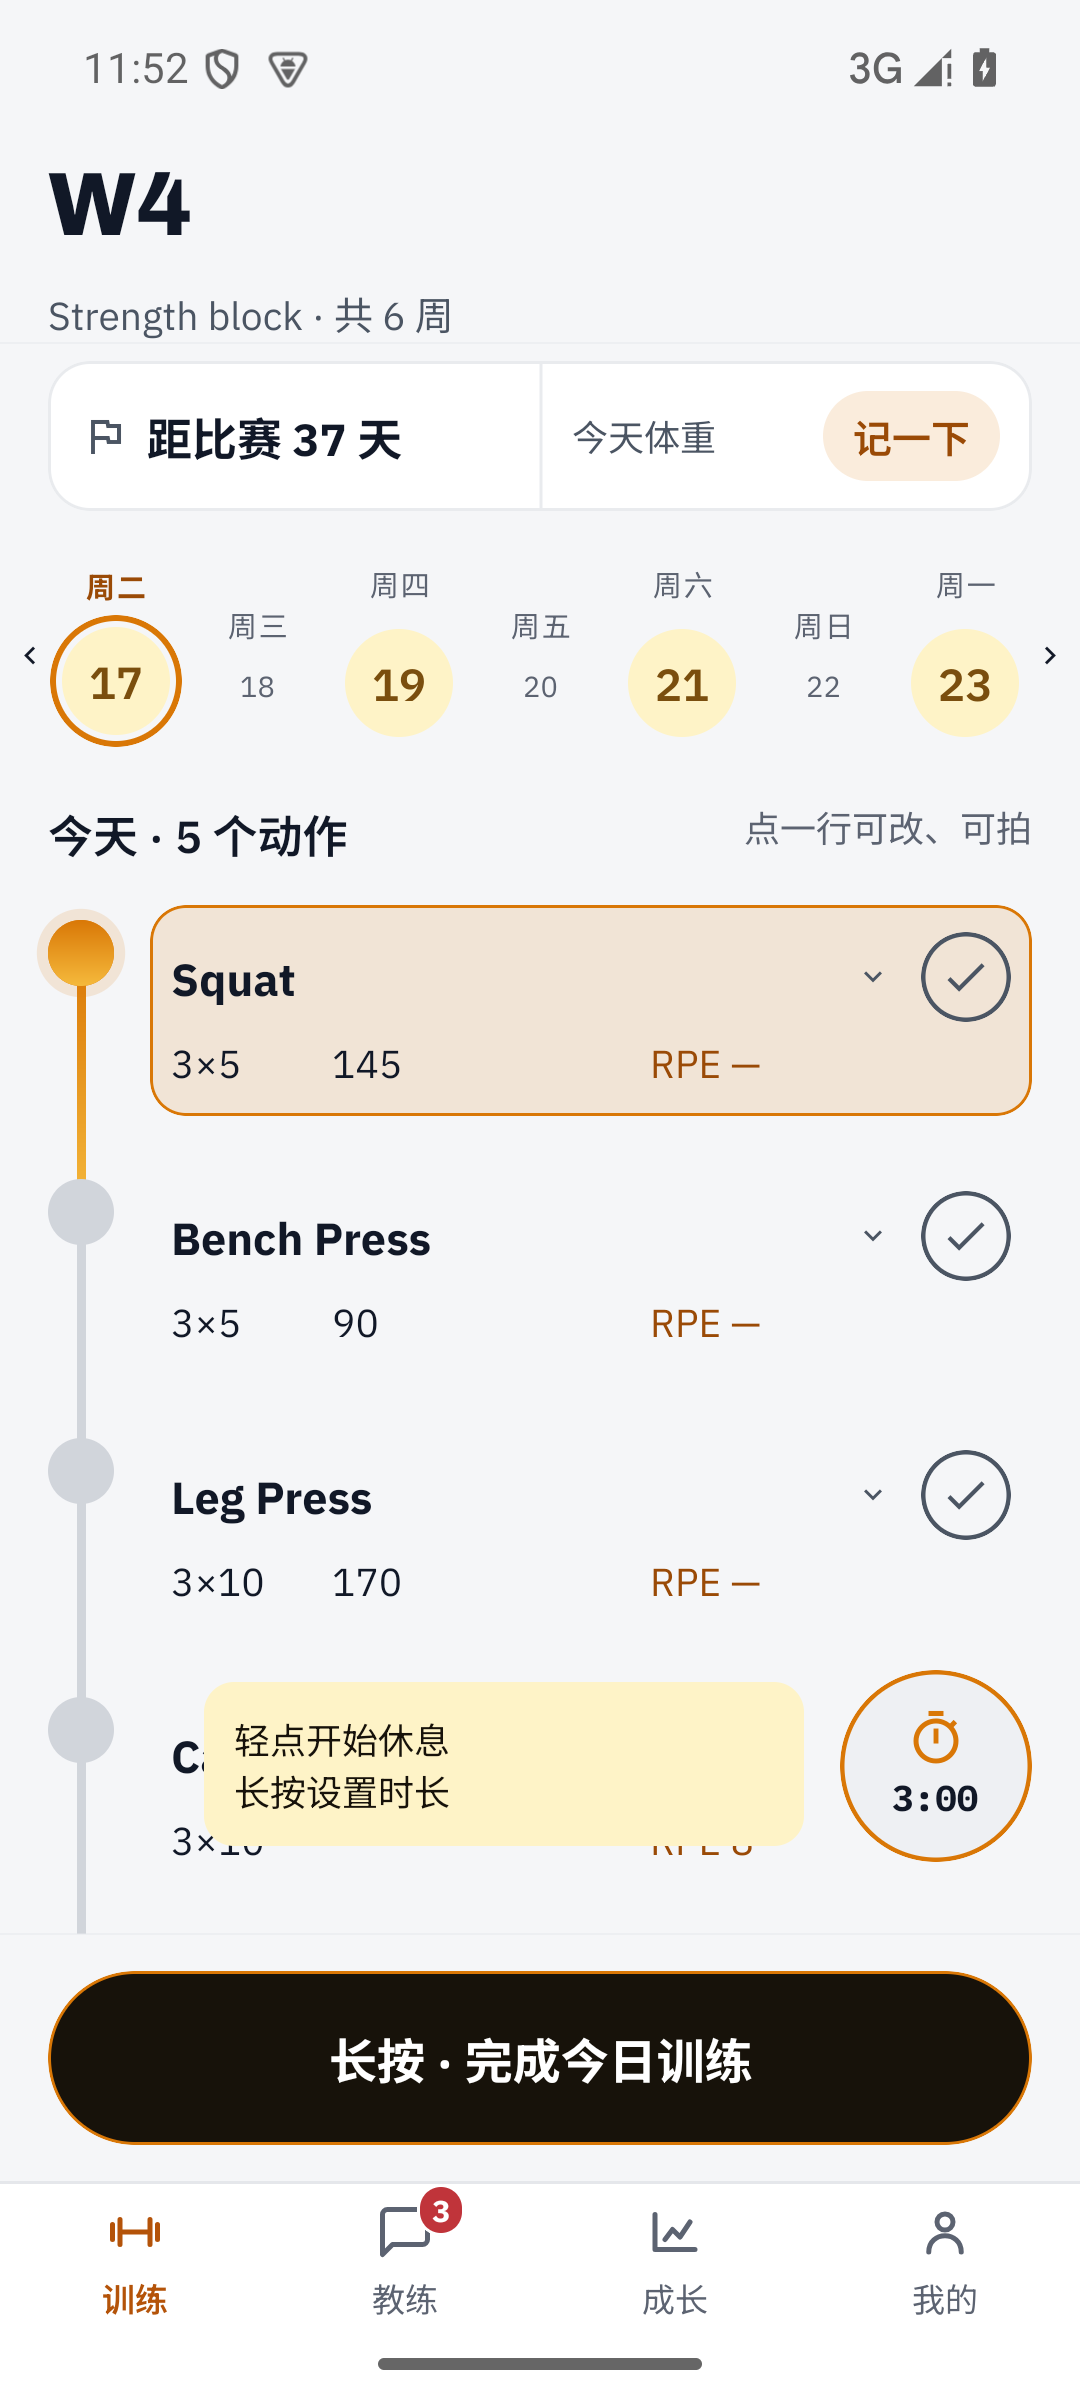 11:52
3G
W4
Strength block · 共 6 周
距比赛 37 天
今天体重
记一下
周二
周三
周四
周五
周六
周日
周一
17
18
19
20
21
22
23
今天 · 5 个动作
点一行可改、可拍
Squat
3×5 145 RPE —
Bench Press
3×5 90 RPE —
Leg Press
3×10 170 RPE —
轻点开始休息
长按设置时长
3:00
3×10
长按 · 完成今日训练
3
训练
教练
成长
我的